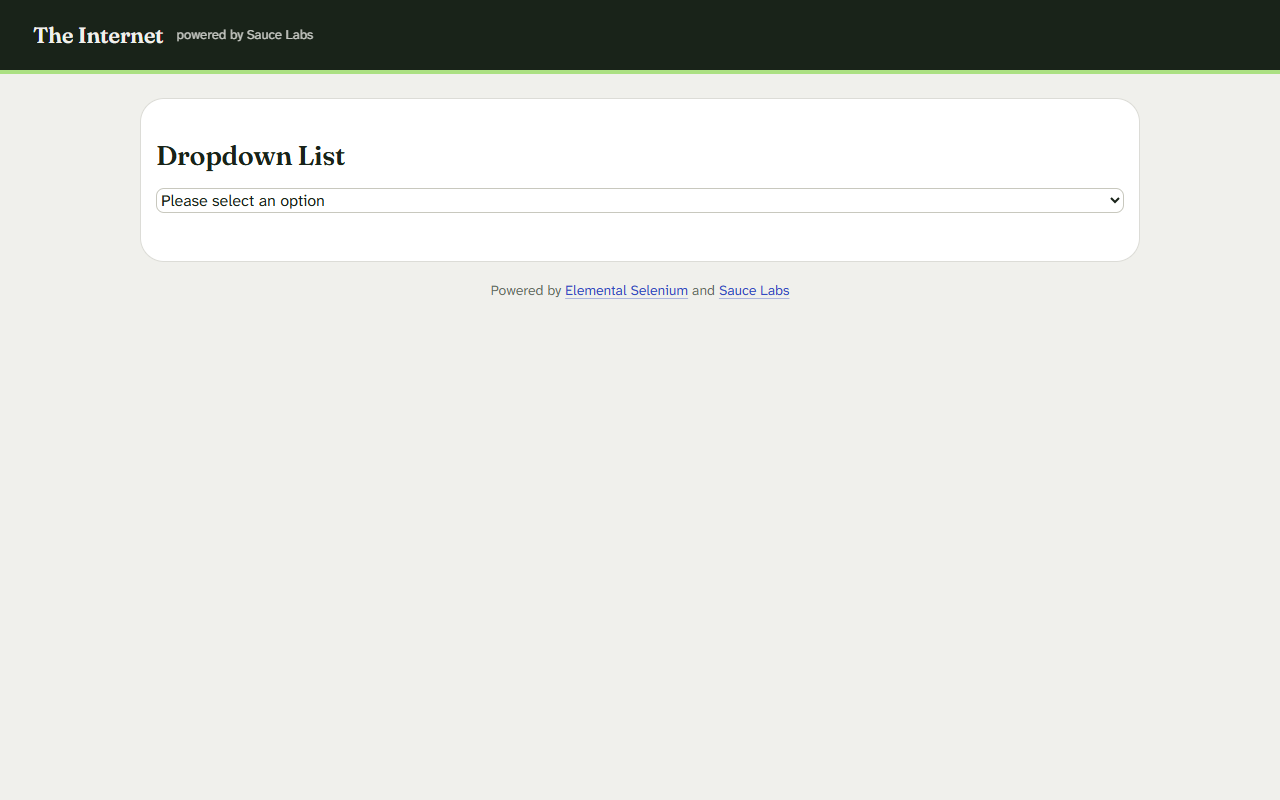 The Internet powered by Sauce Labs
Dropdown List
Please select an option
Powered by Elemental Selenium and Sauce Labs